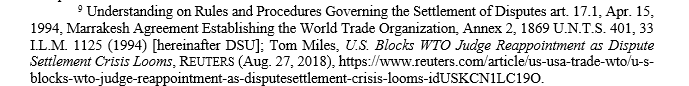 9 Understanding on Rules and Procedures Governing the Settlement of Disputes art. 17.1, Apr. 15,
1994, Marrakesh Agreement Establishing the World Trade Organization, Annex 2, 1869 U.N.T.S. 401, 33
I.L.M. 1125 (1994) [hereinafter DSU]; Tom Miles, U.S. Blocks WTO Judge Reappointment as Dispute
Settlement Crisis Looms, REUTERS (Aug. 27, 2018), https://www.reuters.com/article/us-usa-trade-wto/u-s-
blocks-wto-judge-reappointment-as-disputesettlement-crisis-looms-idUSKCN1LC19O.